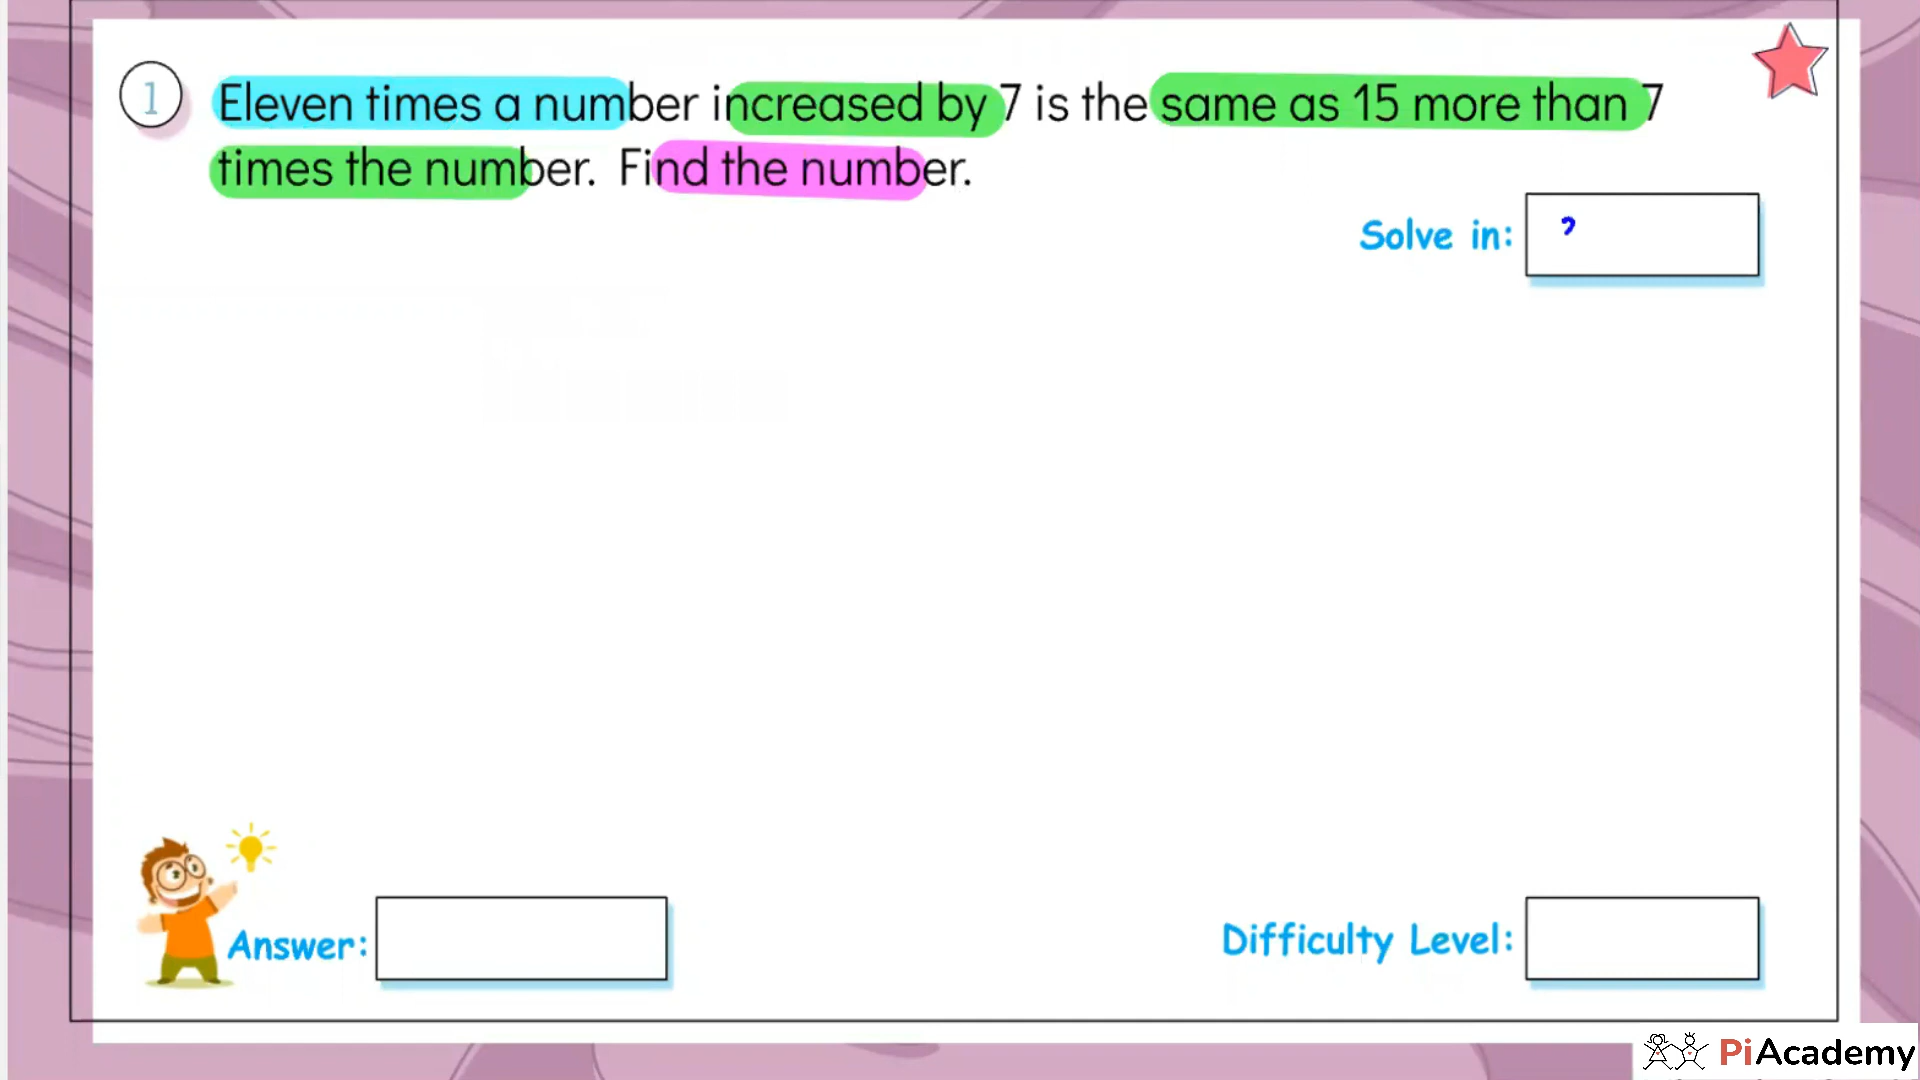 1 Eleven times a number increased by 7 is the same as 15 more than 7
times the number. Find the number.
Solve in:
Answer:
Difficulty Level:
PiAcademy